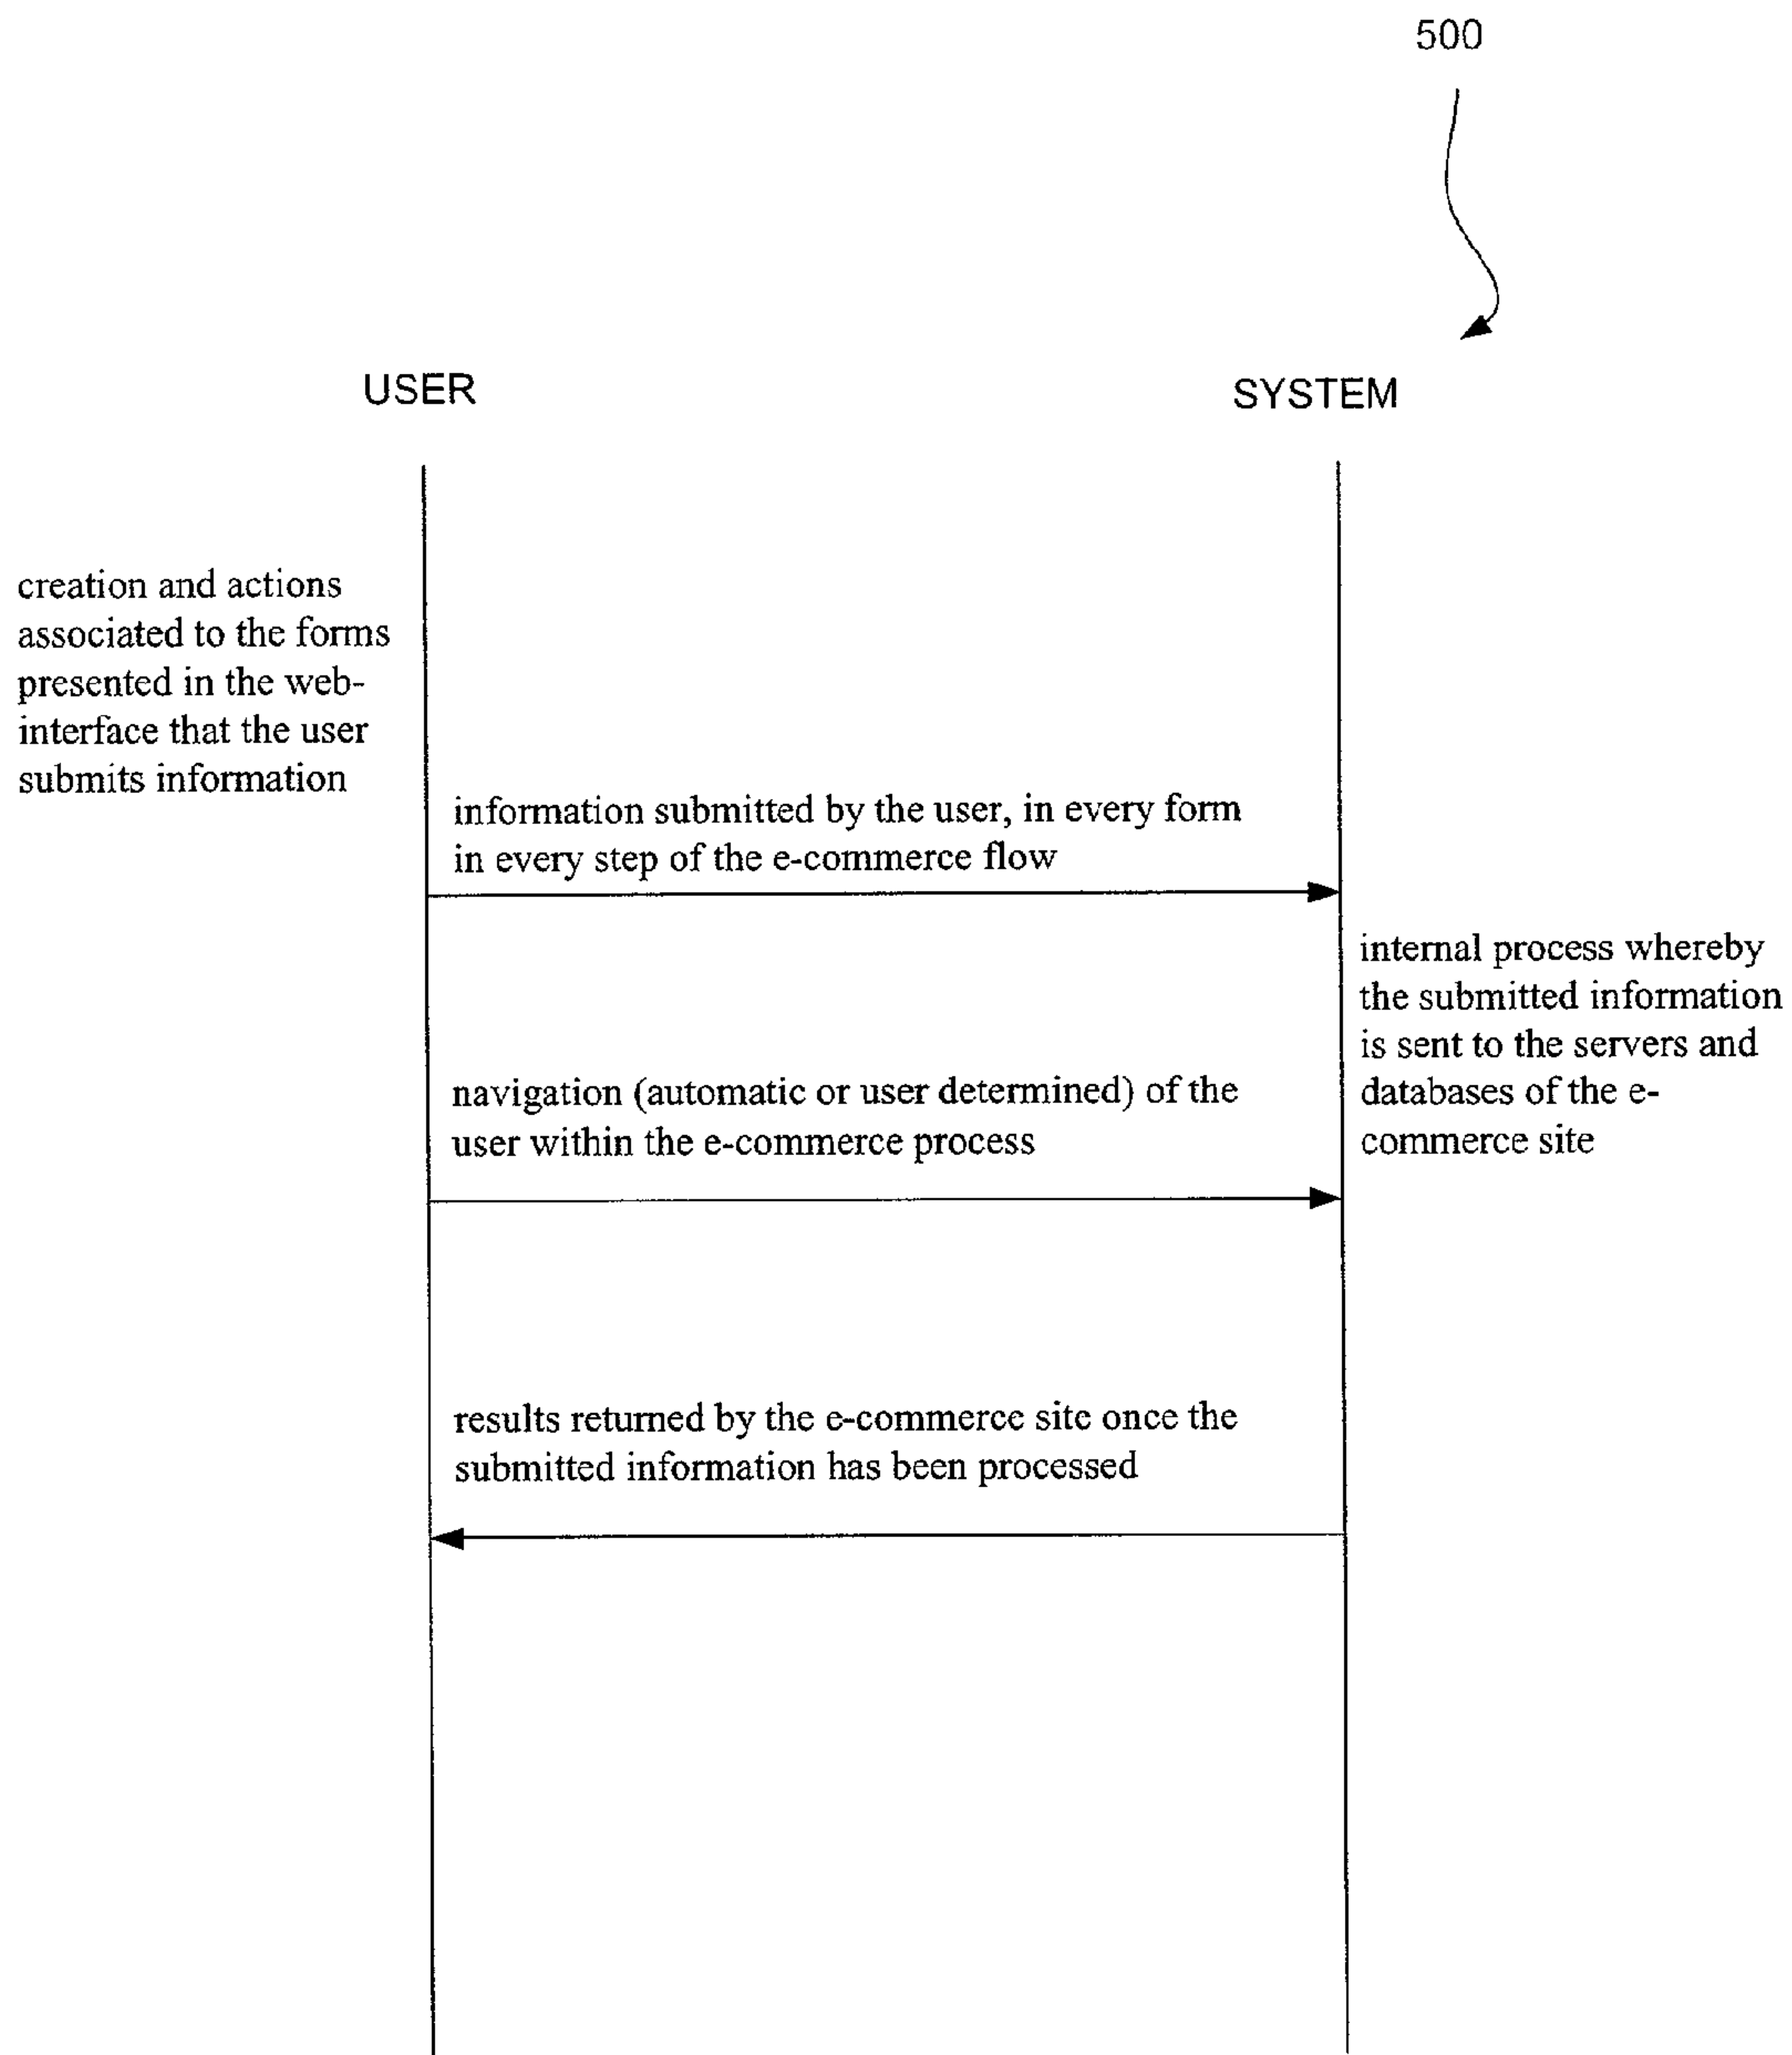 500
USER
SYSTEM
creation and actions
associated to the forms
presented in the web-
interface that the user
submits information
information submitted by the user, in every form
in every step of the e-commerce flow
internal process whereby
the submitted information
is sent to the servers and
databases of the e-
commerce site
navigation (automatic or user determined) of the
user within the e-commerce process
results returned by the e-commerce site once the
submitted information has been processed